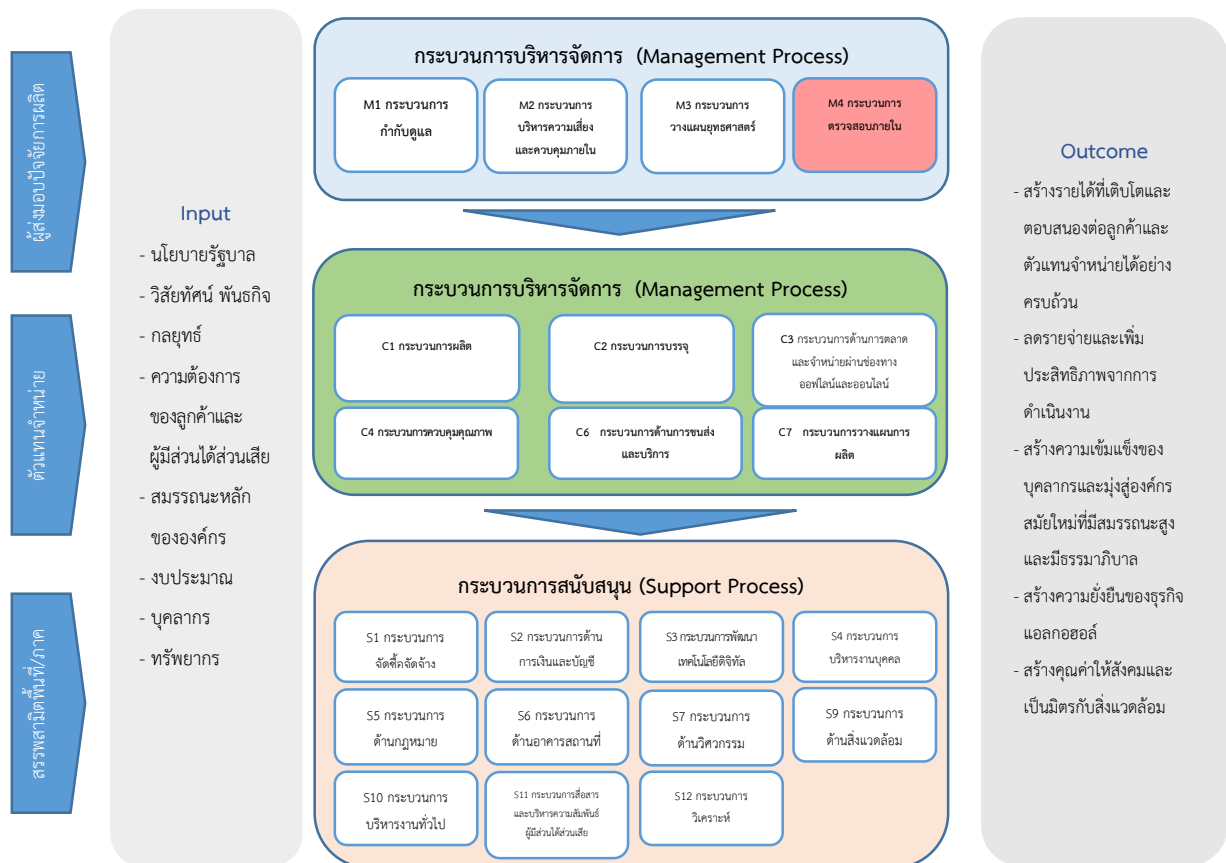 ผู้ส่งมอบปัจจัยการผลิต
ตัวแทนจำหน่าย
สรรพสามิตพื้นที่/ภาค
Input
- นโยบายรัฐบาล
- วิสัยทัศน์ พันธกิจ
- กลยุทธ์
- ความต้องการ
ของลูกค้าและ
ผู้มีส่วนได้ส่วนเสีย
- สมรรถนะหลัก
ขององค์กร
- งบประมาณ
- บุคลากร
- ทรัพยากร
กระบวนการบริหารจัดการ (Management Process)
M1 กระบวนการ
กำกับดูแล
M2 กระบวนการ
บริหารความเสี่ยง
และควบคุมภายใน
M3 กระบวนการ
วางแผนยุทธศาสตร์
M4 กระบวนการ
ตรวจสอบภายใน
กระบวนการบริหารจัดการ (Management Process)
C1 กระบวนการผลิต
C2 กระบวนการบรรจุ
C3 กระบวนการด้านการตลาด
และจำหน่ายผ่านช่องทาง
ออฟไลน์และออนไลน์
C4 กระบวนการควบคุมคุณภาพ
C6 กระบวนการด้านการขนส่ง
และบริการ
C7 กระบวนการวางแผนการ
ผลิต
กระบวนการสนับสนุน (Support Process)
S1 กระบวนการ
จัดซื้อจัดจ้าง
S2 กระบวนการด้าน
การเงินและบัญชี
S3 กระบวนการพัฒนา
เทคโนโลยีดิจิทัล
S4 กระบวนการ
บริหารงานบุคคล
S5 กระบวนการ
ด้านกฎหมาย
S6 กระบวนการ
ด้านอาคารสถานที่
S7 กระบวนการ
ด้านวิศวกรรม
S9 กระบวนการ
ด้านสิ่งแวดล้อม
S10 กระบวนการ
บริหารงานทั่วไป
S11 กระบวนการสื่อสาร
และบริหารความสัมพันธ์
ผู้มีส่วนได้ส่วนเสีย
S12 กระบวนการ
วิเคราะห์
Outcome
- สร้างรายได้ที่เติบโตและ
ตอบสนองต่อลูกค้าและ
ตัวแทนจำหน่ายได้อย่าง
ครบถ้วน
- ลดรายจ่ายและเพิ่ม
ประสิทธิภาพจากการ
ดำเนินงาน
- สร้างความเข้มแข็งของ
บุคลากรและมุ่งสู่องค์กร
สมัยใหม่ที่มีสมรรถนะสูง
และมีธรรมาภิบาล
- สร้างความยั่งยืนของธุรกิจ
แอลกอฮอล์
- สร้างคุณค่าให้สังคมและ
เป็นมิตรกับสิ่งแวดล้อม